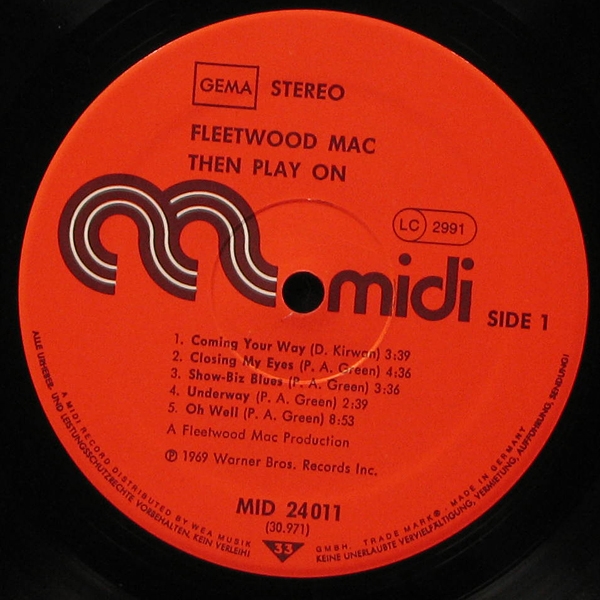 GEMA STEREO
FLEETWOOD MAC
THEN PLAY ON
LC 2991
midi
SIDE 1
1. Coming Your Way (D. Kirwan) 3:39
2. Closing My Eyes (P. A. Green) 4:36
3. Show-Biz Blues (P. A. Green) 3:36
4. Underway (P. A. Green) 2:39
5. Oh Well (P. A. Green) 8:53
A Fleetwood Mac Production
℗ 1969 Warner Bros. Records Inc.
MID 24011
(30.971)
33
A MIDI RECORD DISTRIBUTED BY WEA MUSIK GMBH. TRADE MARK®. MADE IN GERMANY
ALLE URHEBER- UND LEISTUNGSSCHUTZRECHTE VORBEHALTEN. KEIN VERLEIH! KEINE UNERLAUBTE VERVIELFÄLTIGUNG, VERMIETUNG, AUFFÜHRUNG, SENDUNG!